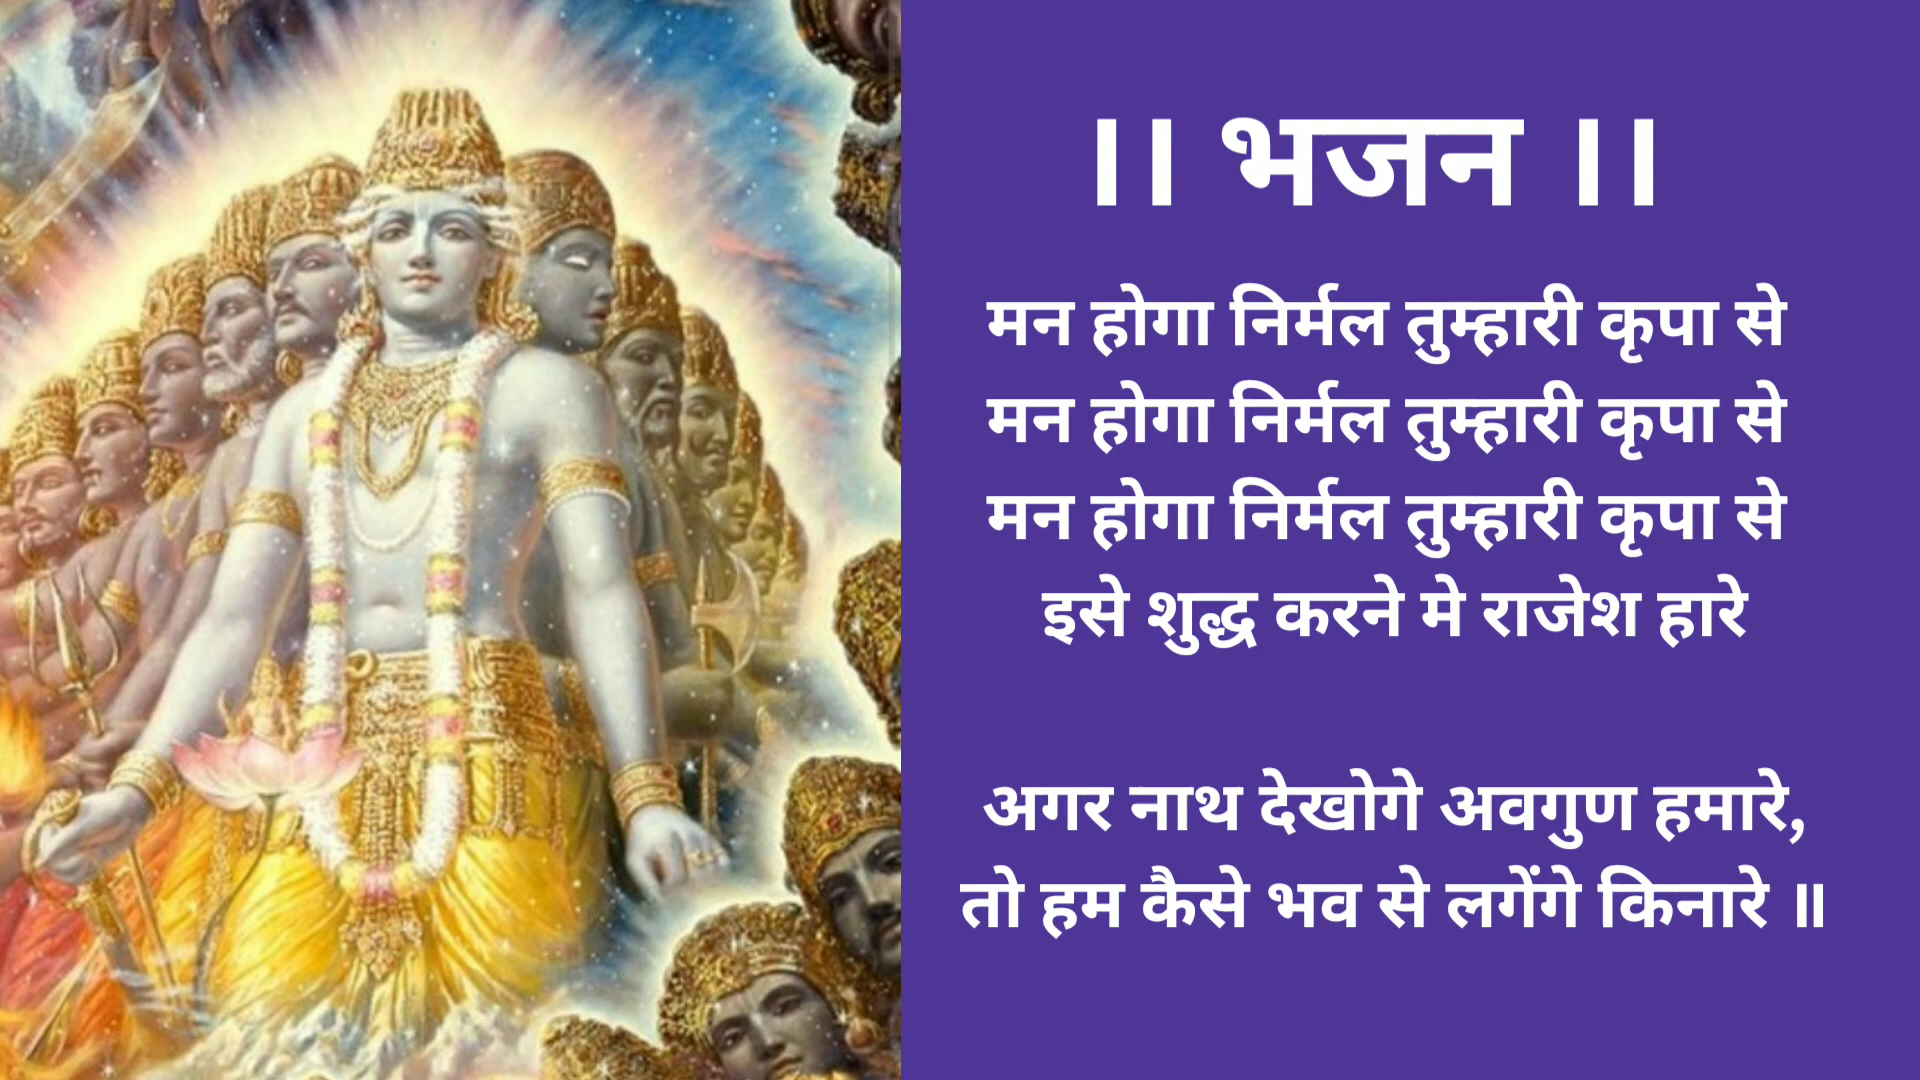 ।। भजन ।।
मन होगा निर्मल तुम्हारी कृपा से
मन होगा निर्मल तुम्हारी कृपा से
मन होगा निर्मल तुम्हारी कृपा से
इसे शुद्ध करने मे राजेश हारे
अगर नाथ देखोगे अवगुण हमारे,
तो हम कैसे भव से लगेंगे किनारे ॥